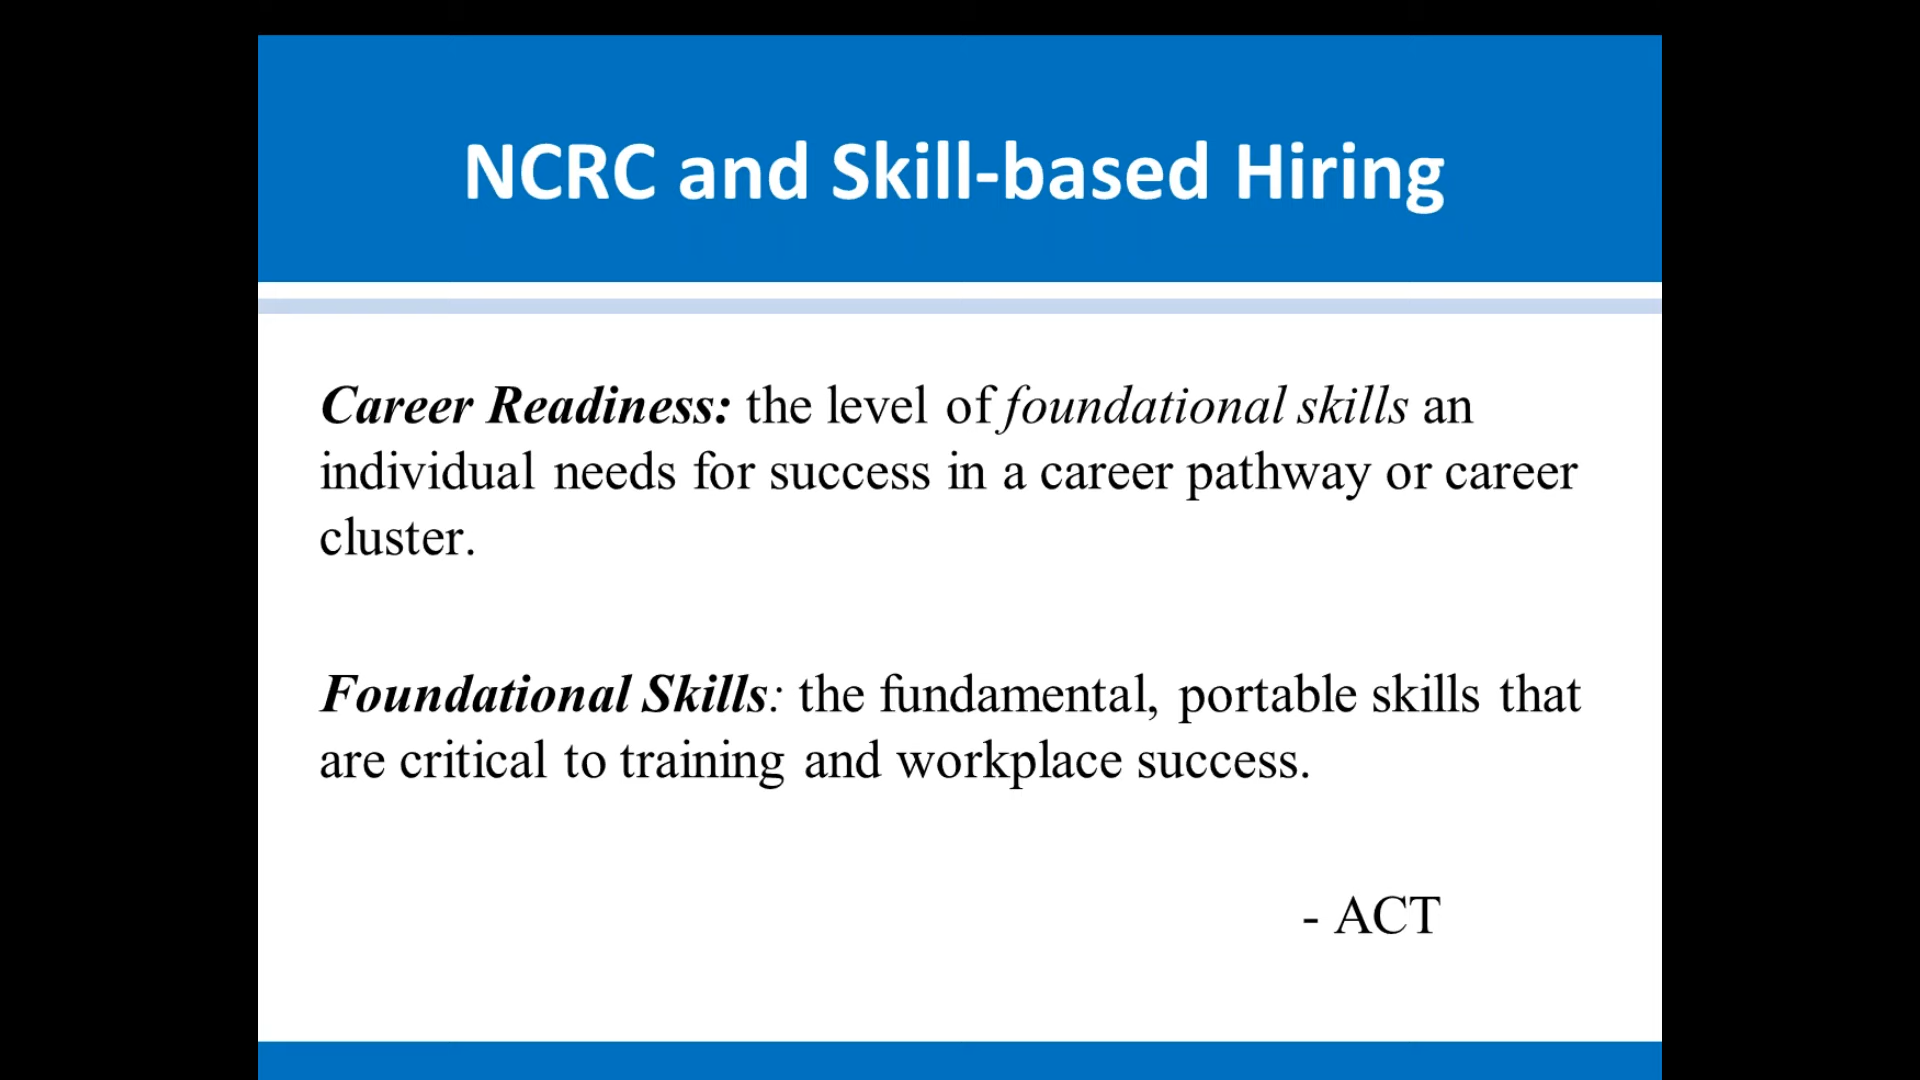 NCRC and Skill-based Hiring
Career Readiness: the level of foundational skills an
individual needs for success in a career pathway or career
cluster.
Foundational Skills: the fundamental, portable skills that
are critical to training and workplace success.
- ACT